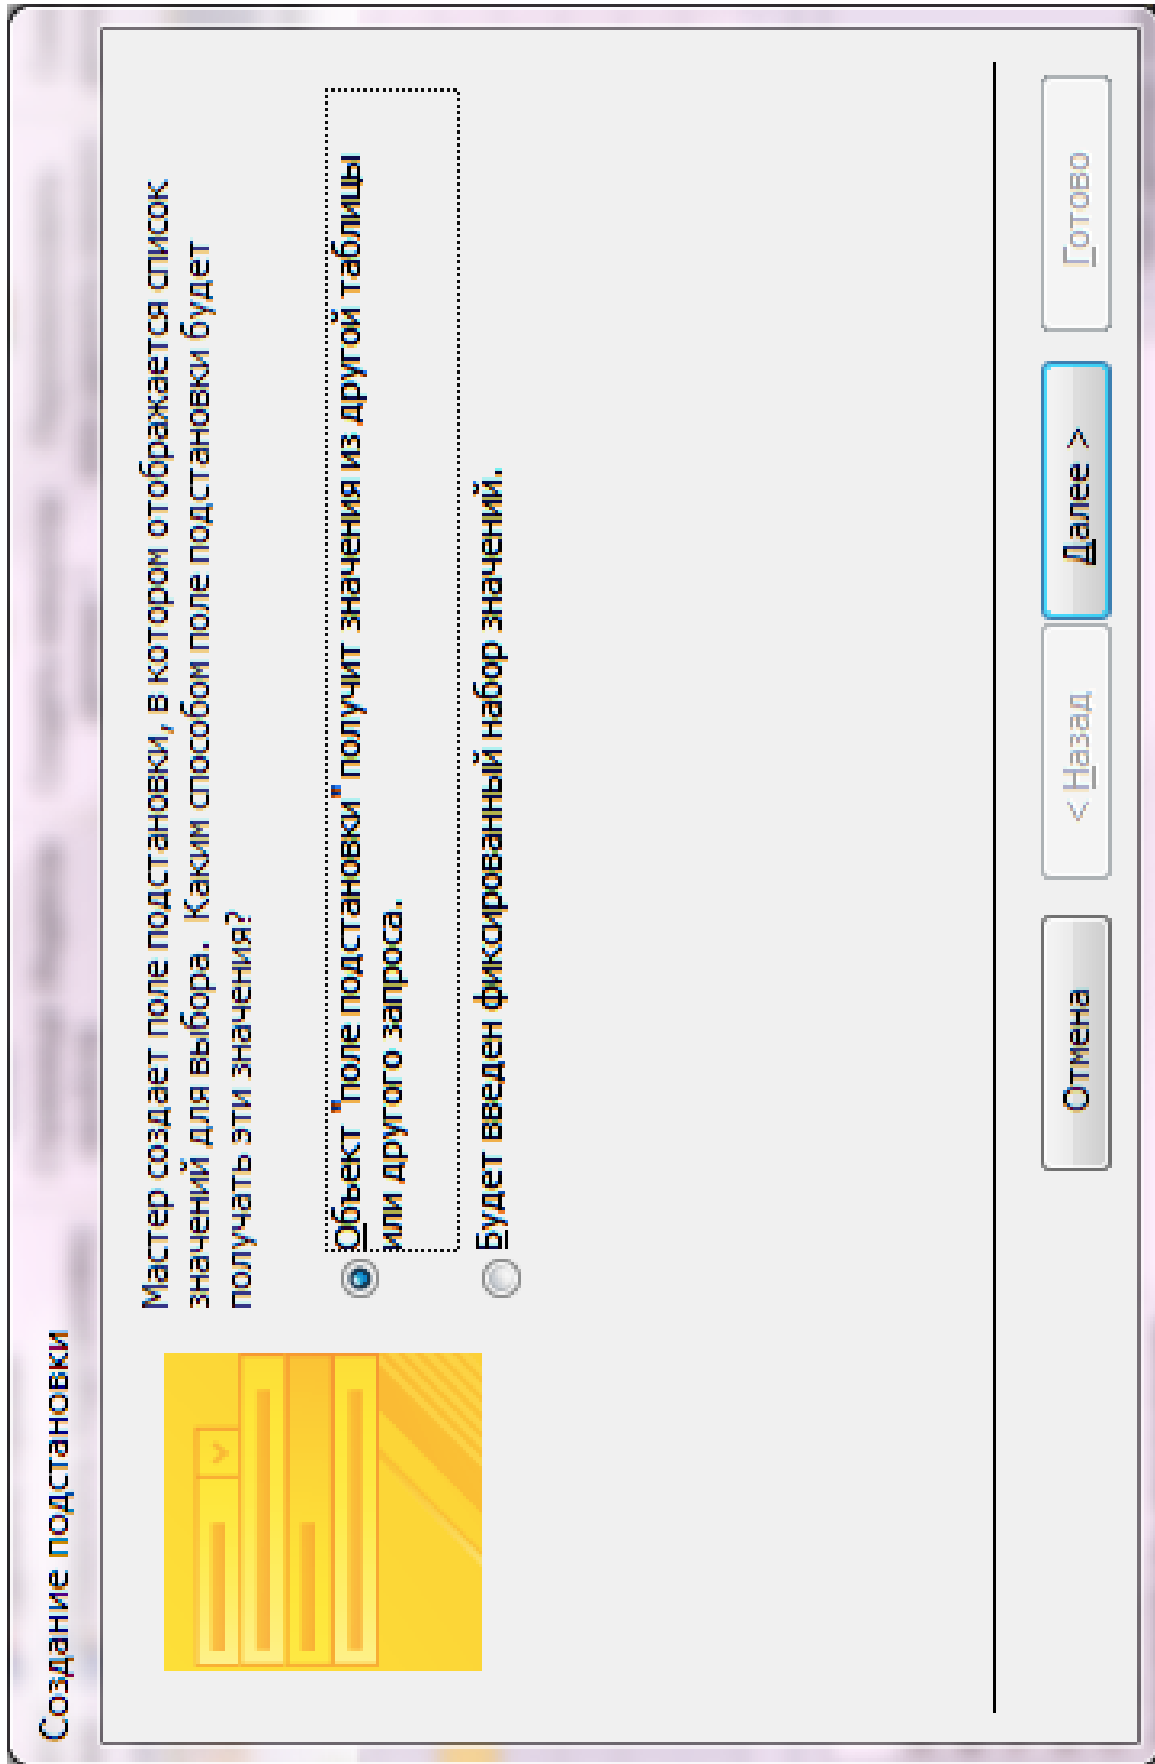 Создание подстановки
Мастер создает поле подстановки, в котором отображается список
значений для выбора.  Каким способом поле подстановки будет
получать эти значения?
Объект "поле подстановки" получит значения из другой таблицы
или другого запроса.
Будет введен фиксированный набор значений.
Отмена
< Назад
Далее >
Готово